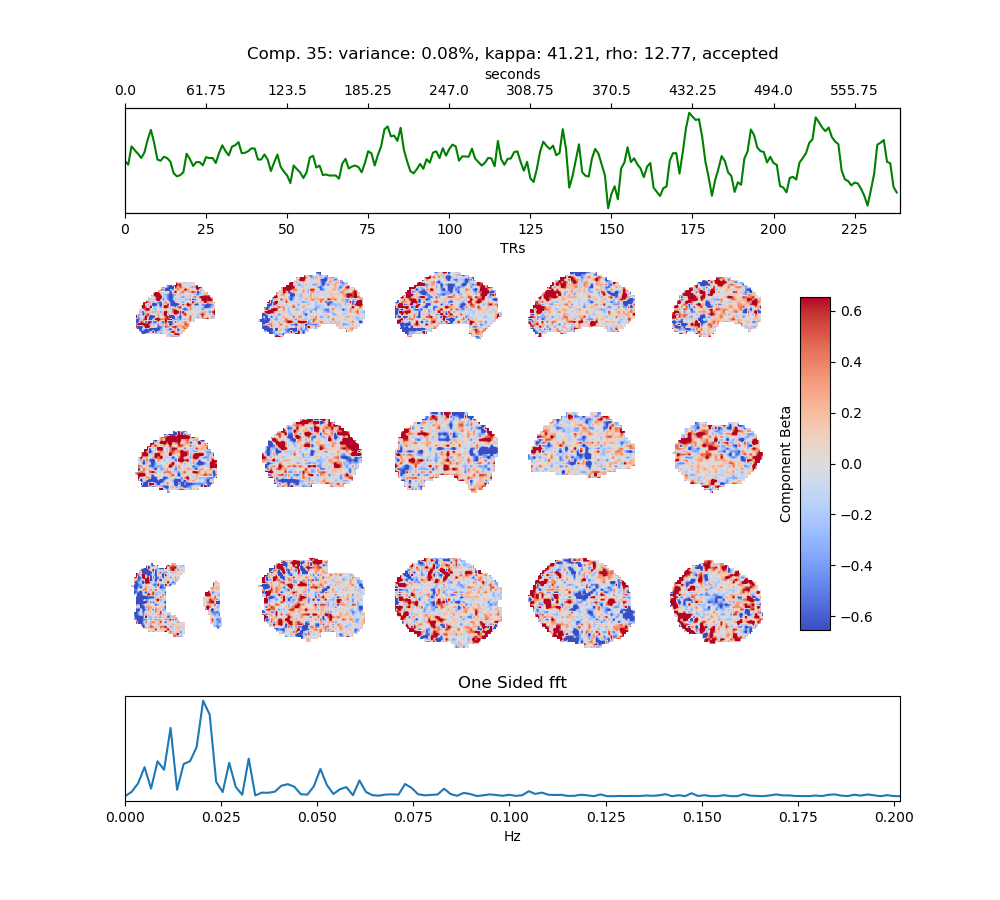 Comp. 35: variance: 0.08%, kappa: 41.21, rho: 12.77, accepted
seconds
0.0 61.75 123.5 185.25 247.0 308.75 370.5 432.25 494.0 555.75
0 25 50 75 100 125 150 175 200 225
TRs
0.6
0.4
0.2
0.0
−0.2
−0.4
−0.6
Component Beta
One Sided fft
0.000 0.025 0.050 0.075 0.100 0.125 0.150 0.175 0.200
Hz